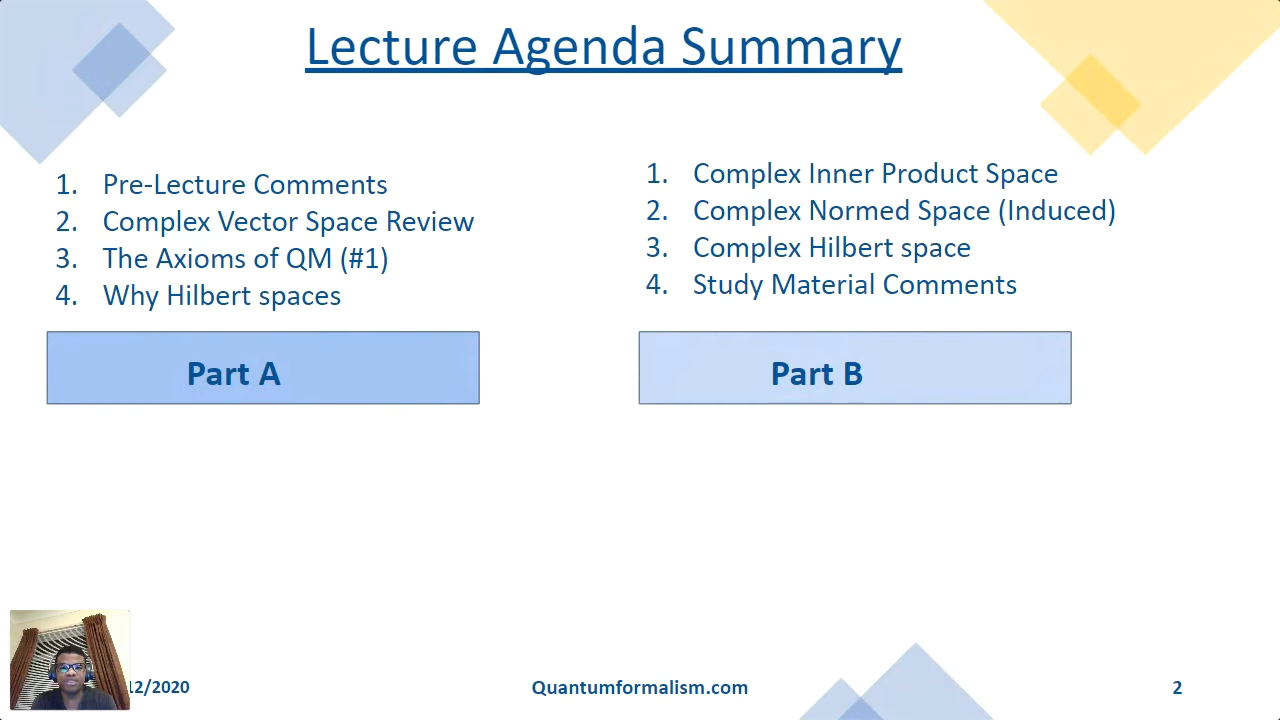 Lecture Agenda Summary
1. Pre-Lecture Comments
2. Complex Vector Space Review
3. The Axioms of QM (#1)
4. Why Hilbert spaces
Part A
1. Complex Inner Product Space
2. Complex Normed Space (Induced)
3. Complex Hilbert space
4. Study Material Comments
Part B
12/2020
Quantumformalism.com
2